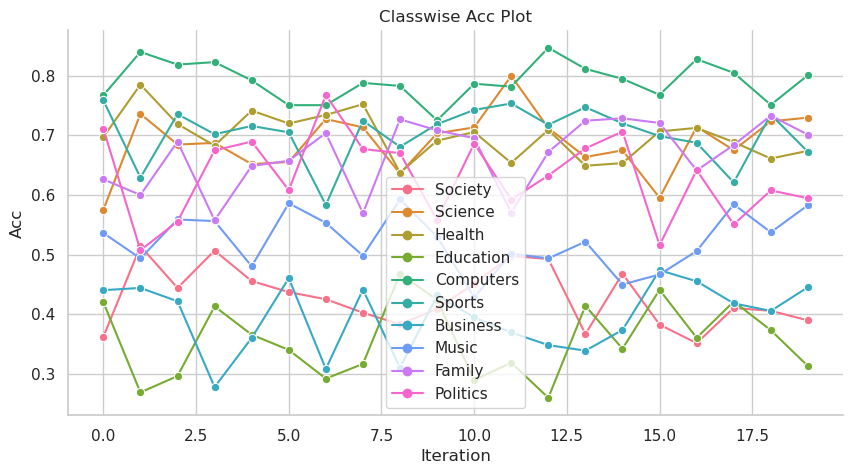 Classwise Acc Plot
Acc
0.8
0.7
0.6
0.5
0.4
0.3
Society
Science
Health
Education
Computers
Sports
Business
Music
Family
Politics
0.0 2.5 5.0 7.5 10.0 12.5 15.0 17.5
Iteration